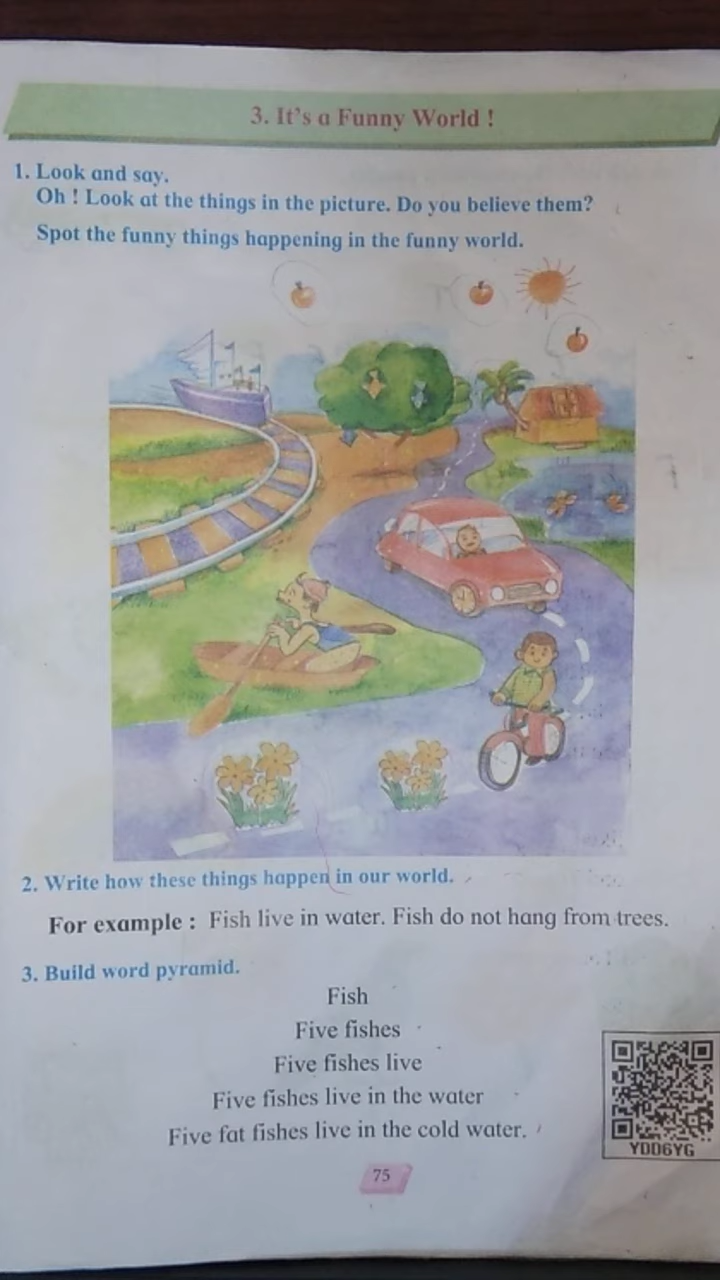 3. It's a Funny World !
1. Look and say.
Oh ! Look at the things in the picture. Do you believe them?
Spot the funny things happening in the funny world.
2. Write how these things happen in our world.
For example : Fish live in water. Fish do not hang from trees.
3. Build word pyramid.
Fish
Five fishes
Five fishes live
Five fishes live in the water
Five fat fishes live in the cold water.
YDD6YG
75